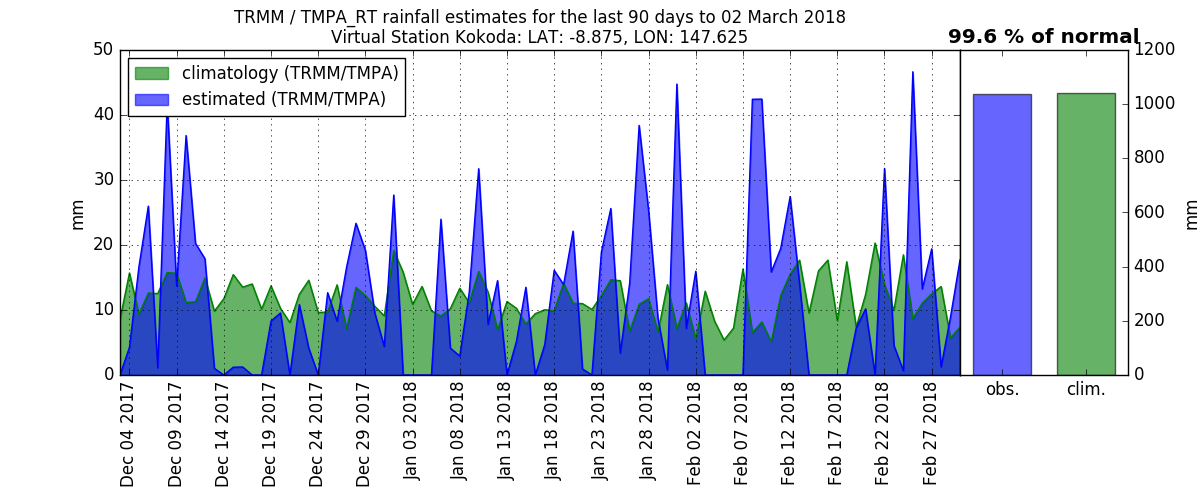 TRMM / TMPA_RT rainfall estimates for the last 90 days to 02 March 2018
Virtual Station Kokoda: LAT: -8.875, LON: 147.625
99.6 % of normal
climatology (TRMM/TMPA)
estimated (TRMM/TMPA)
50
40
30
20
10
0
mm
Dec 04 2017
Dec 09 2017
Dec 14 2017
Dec 19 2017
Dec 24 2017
Dec 29 2017
Jan 03 2018
Jan 08 2018
Jan 13 2018
Jan 18 2018
Jan 23 2018
Jan 28 2018
Feb 02 2018
Feb 07 2018
Feb 12 2018
Feb 17 2018
Feb 22 2018
Feb 27 2018
obs.
clim.
1200
1000
800
600
400
200
0
mm